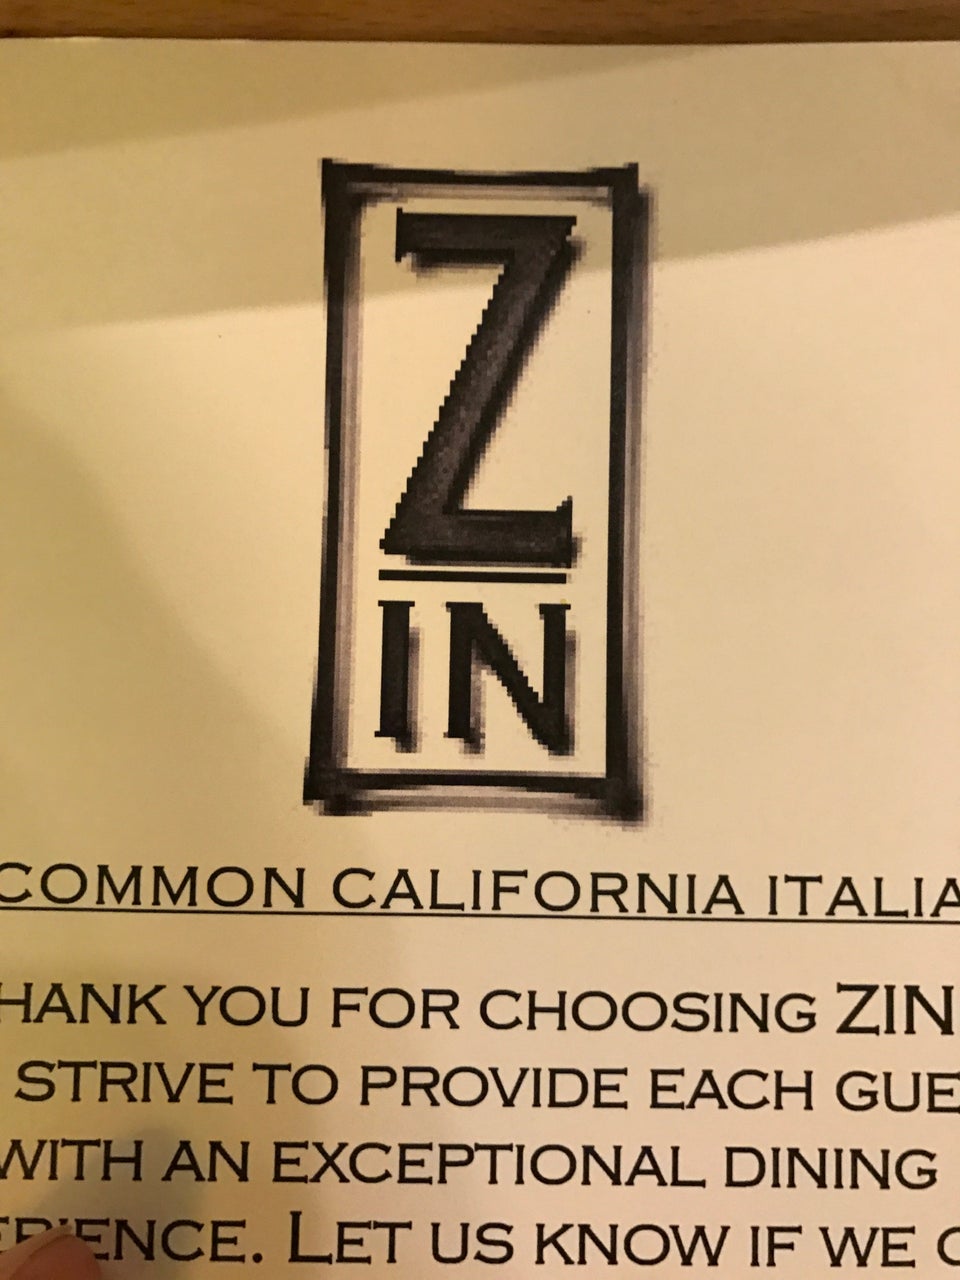 Z
IN
COMMON CALIFORNIA ITALIA
HANK YOU FOR CHOOSING ZIN
STRIVE TO PROVIDE EACH GUE
WITH AN EXCEPTIONAL DINING
ERIENCE. LET US KNOW IF WE